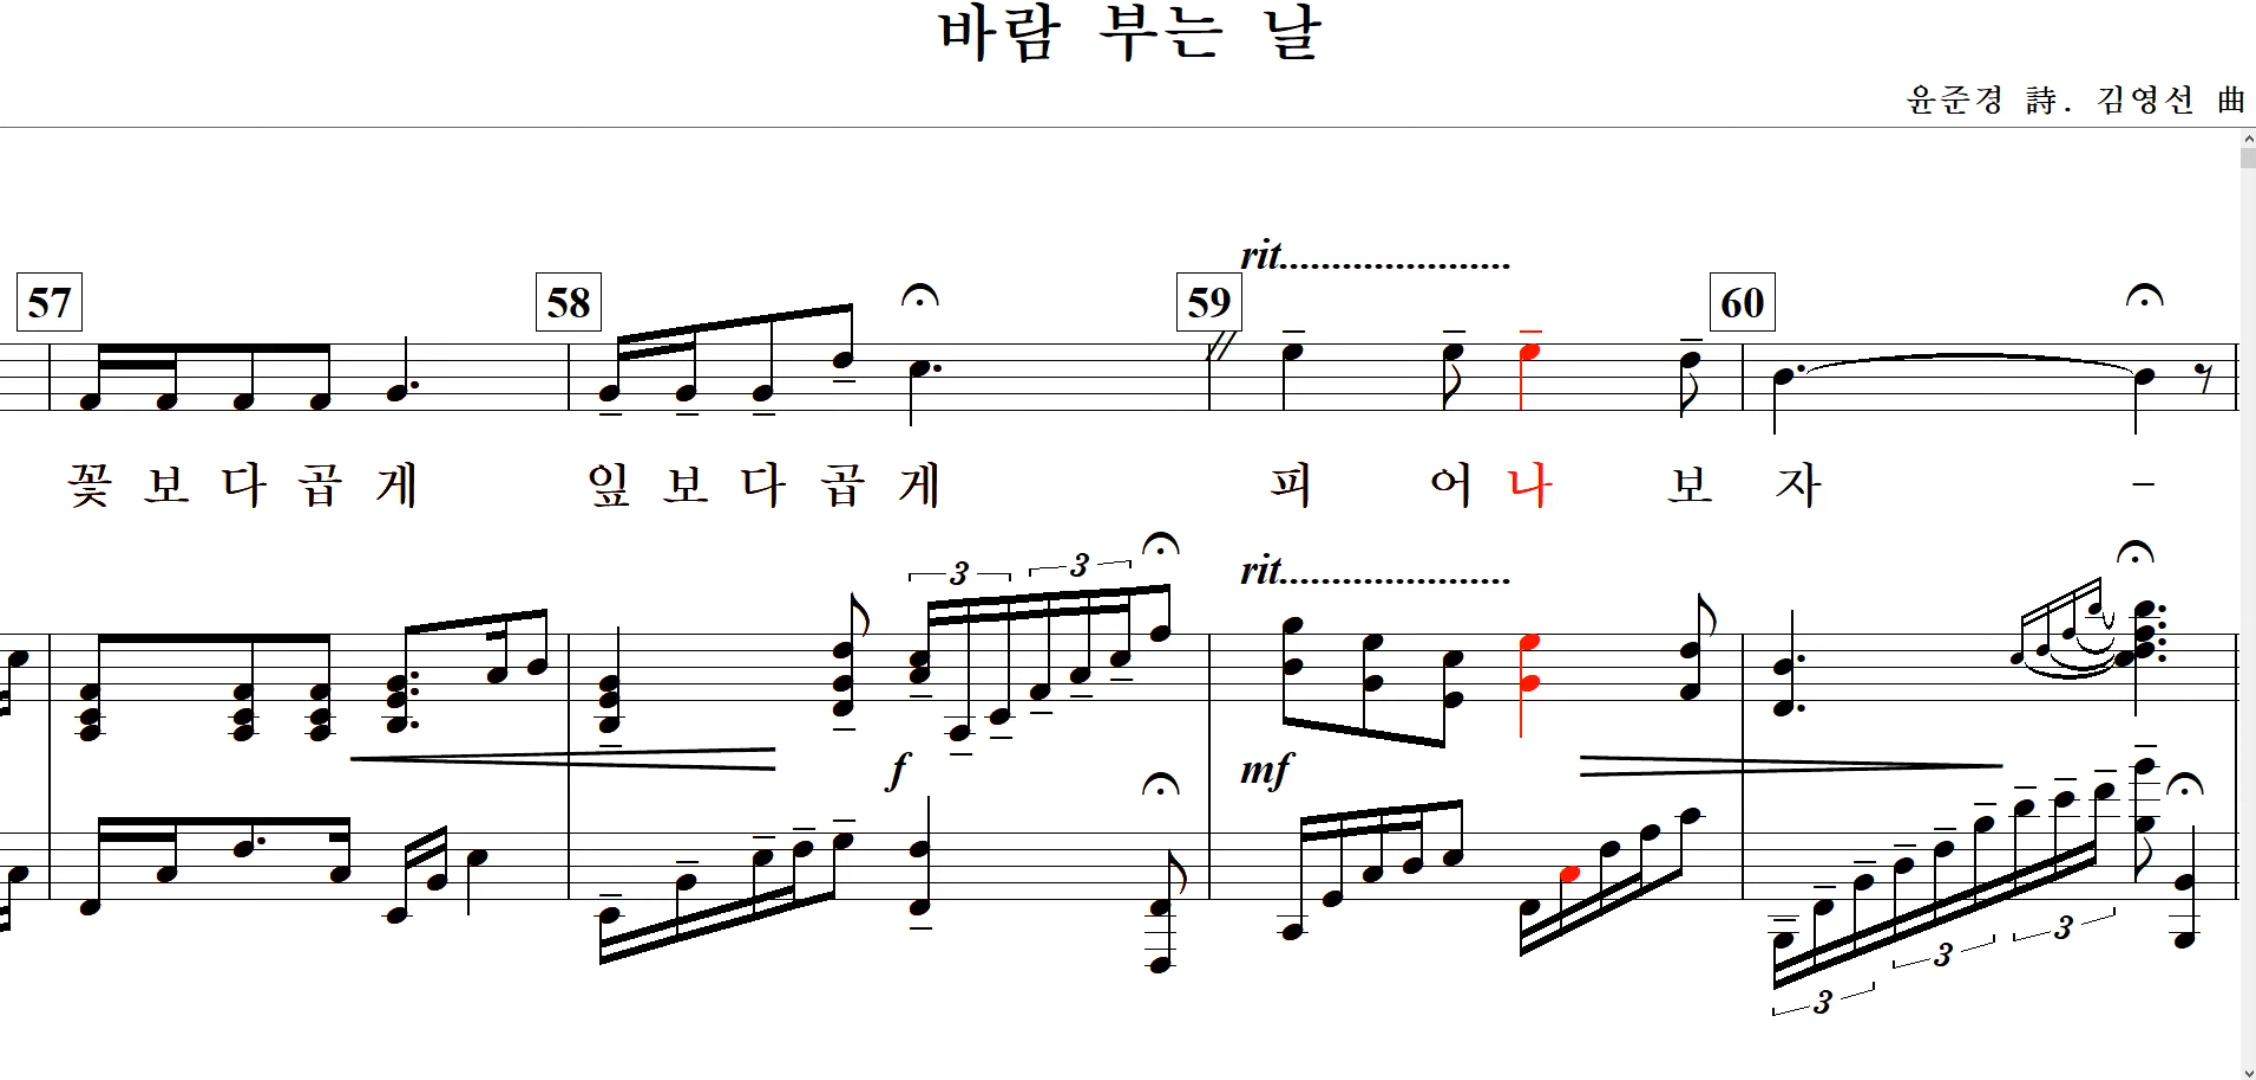 바람 부는 날
윤준경 詩. 김영선 曲
rit......................
57 58 59 60
꽃 보 다 곱 게 잎 보 다 곱 게 피 어 나 보 자 -
3 3
rit......................
f mf
3 3 3